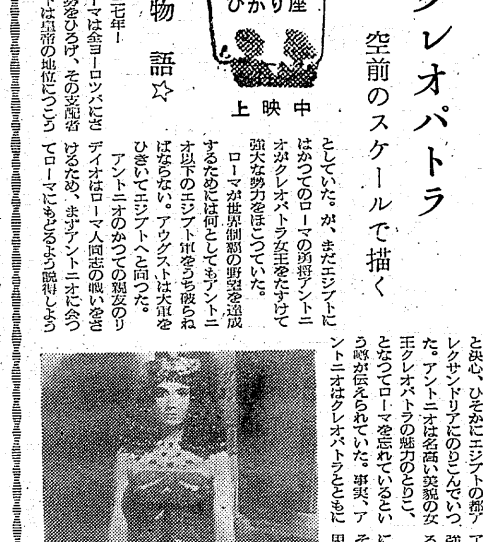 クレオパトラ
空前のスケールで描く
ひかり座
上映中
物語☆
二七年ー
ーマは全ヨーロツパにさ
をひろげ、その支配者
トは皇帝の地位につこう
としていた。が、まだエジプトに
はかつてのローマの勇将アントニ
オがクレオパトラ女王をたすけて
強大な勢力をほこつていた。
ローマが世界制覇の野望を達成
するためには何としてもアントニ
オ以下のエジプト軍をうち破らね
ばならない。アウグストは大軍を
ひきいてエジプトへと向つた。
アントニオのかつての親友のリ
デイオはローマ人同志の戦いをさ
けるため、まずアントニオに会つ
てローマにもどるよう説得しよう
と決心、ひそかにエジプトの都ア
レクサンドリアにのりこんでいつ
た。アントニオは名高い美貌の女
王クレオパトラの魅力のとりこ、
となつてローマを忘れているとい
う噂が伝えられていた。事実、ア
ントニオはクレオパトラとともに